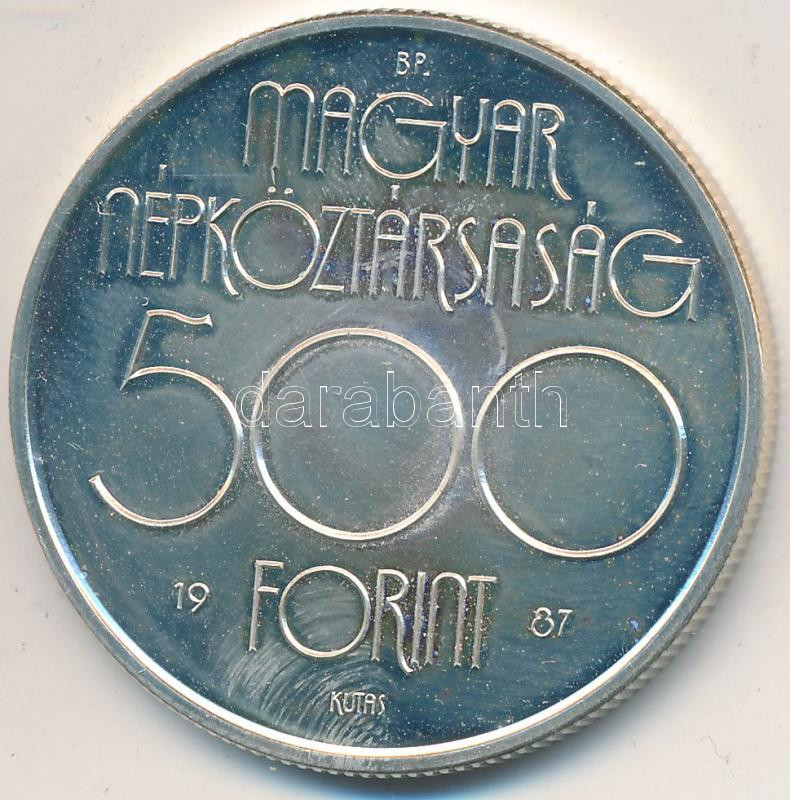 BP.
MAGYAR
NÉPKÖZTÁRSASÁG
500
darabanth
19 FORINT 87
KUTAS